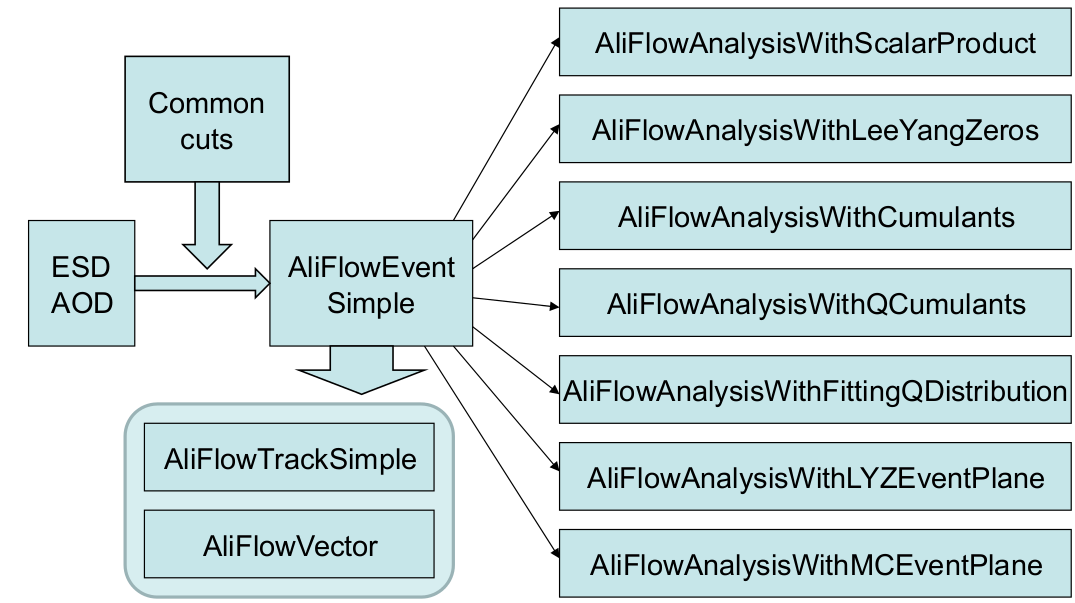 Common
cuts
ESD
AOD
AliFlowEvent
Simple
AliFlowTrackSimple
AliFlowVector
AliFlowAnalysisWithScalarProduct
AliFlowAnalysisWithLeeYangZeros
AliFlowAnalysisWithCumulants
AliFlowAnalysisWithQCumulants
AliFlowAnalysisWithFittingQDistribution
AliFlowAnalysisWithLYZEventPlane
AliFlowAnalysisWithMCEventPlane